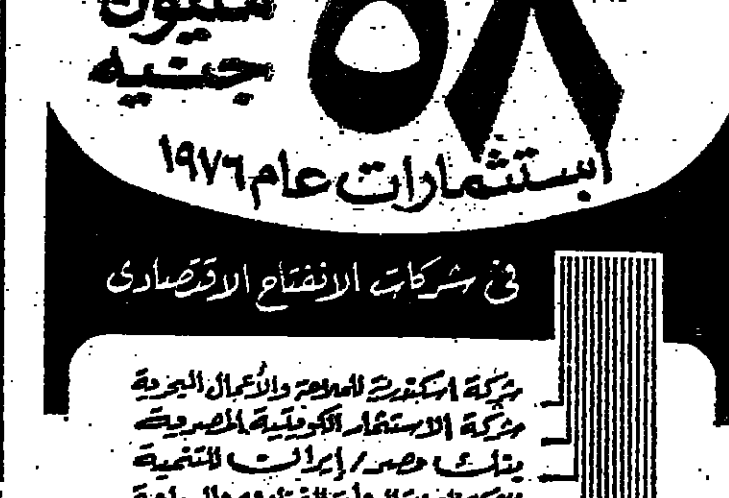 ٥٨
مليون
جنيه
استثمارات عام ١٩٧٦
فى شركات الانفتاح الاقتصادى
شركة اسكندرية للملاحة والأعمال البحرية
شركة الاستثمار الكويتية المصرية
بنك مصر / إيران للتنمية